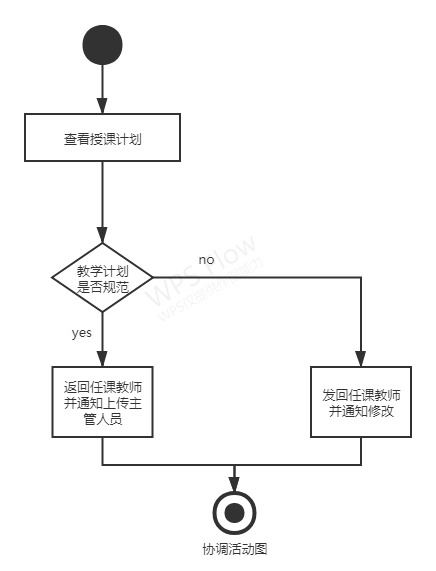 查看授课计划
教学计划
是否规范
no
yes
返回任课教师
并通知上传主
管人员
发回任课教师
并通知修改
WPS Flow
协调活动图